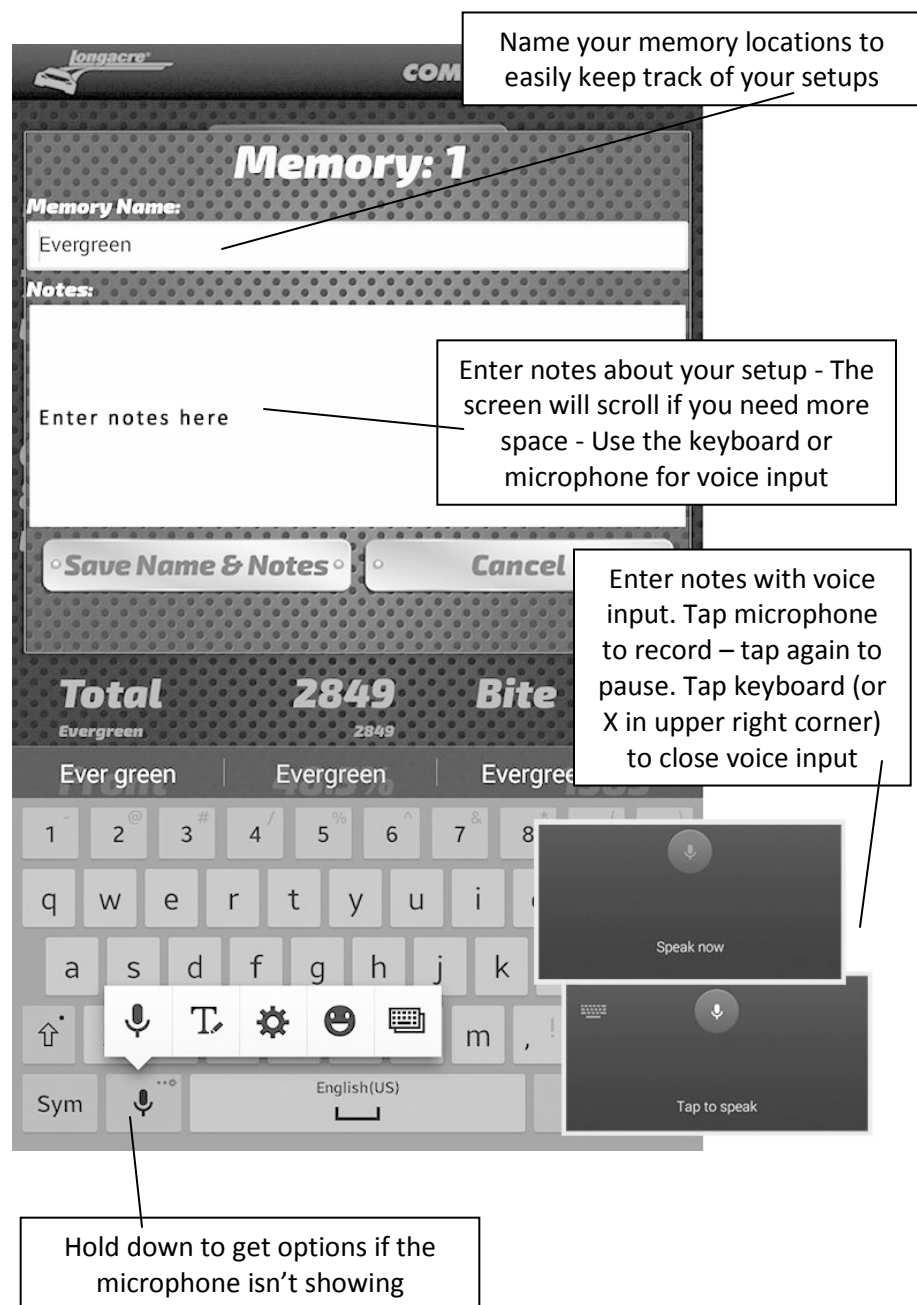 Name your memory locations to
easily keep track of your setups
Longacre®
COM
Memory: 1
Memory Name:
Evergreen
Notes:
Enter notes about your setup - The
screen will scroll if you need more
space - Use the keyboard or
microphone for voice input
Enter notes here
Save Name & Notes
Cancel
Enter notes with voice
input. Tap microphone
to record – tap again to
pause. Tap keyboard (or
X in upper right corner)
to close voice input
Total 2849 Bite
Evergreen 2849
Ever green Evergreen Evergree
1 2 @ 3 # 4 / 5 % 6 ^ 7 & 8 * ( )
q w e r t y u i
a s d f g h j k
Speak now
m , !
Sym English(US)
Tap to speak
Hold down to get options if the
microphone isn't showing